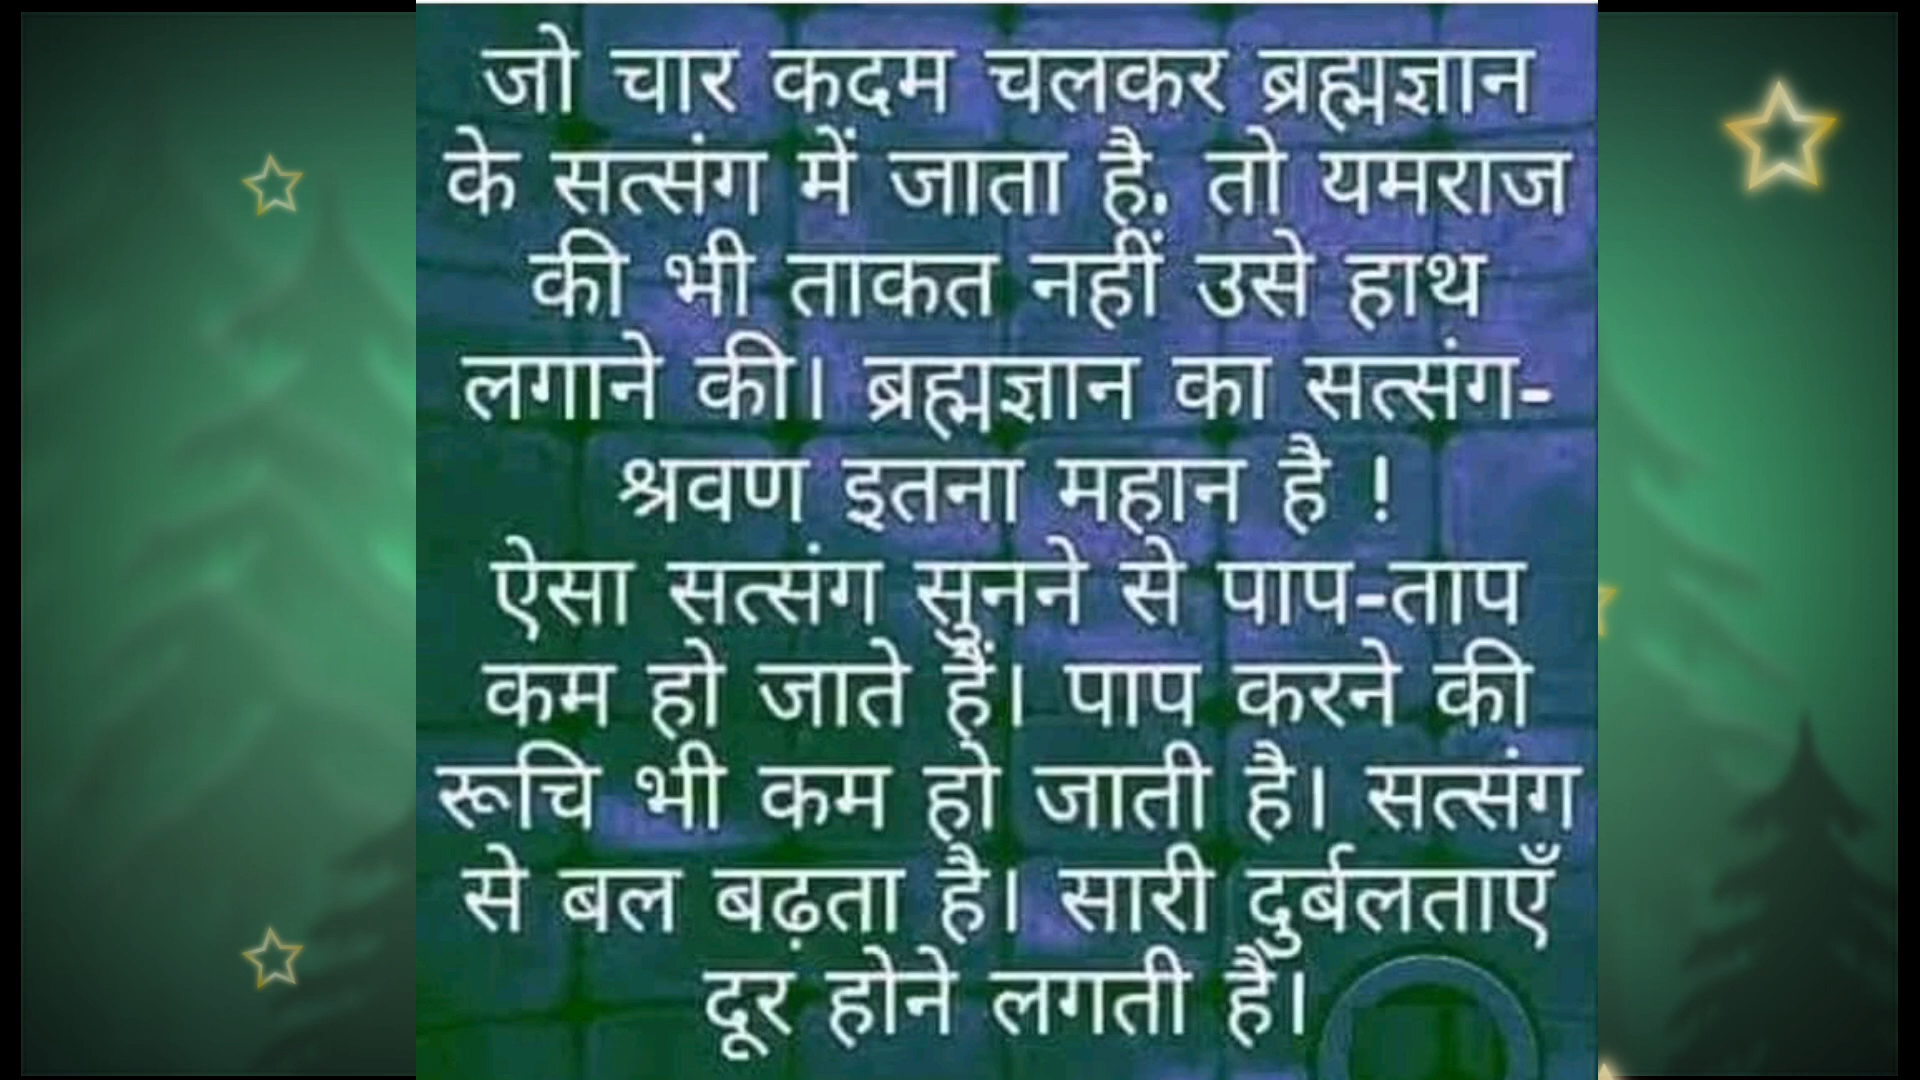 जो चार कदम चलकर ब्रह्मज्ञान
के सत्संग में जाता है, तो यमराज
की भी ताकत नहीं उसे हाथ
लगाने की। ब्रह्मज्ञान का सत्संग-
श्रवण इतना महान है !
ऐसा सत्संग सुनने से पाप-ताप
कम हो जाते हैं। पाप करने की
रूचि भी कम हो जाती है। सत्संग
से बल बढ़ता है। सारी दुर्बलताएँ
दूर होने लगती हैं।